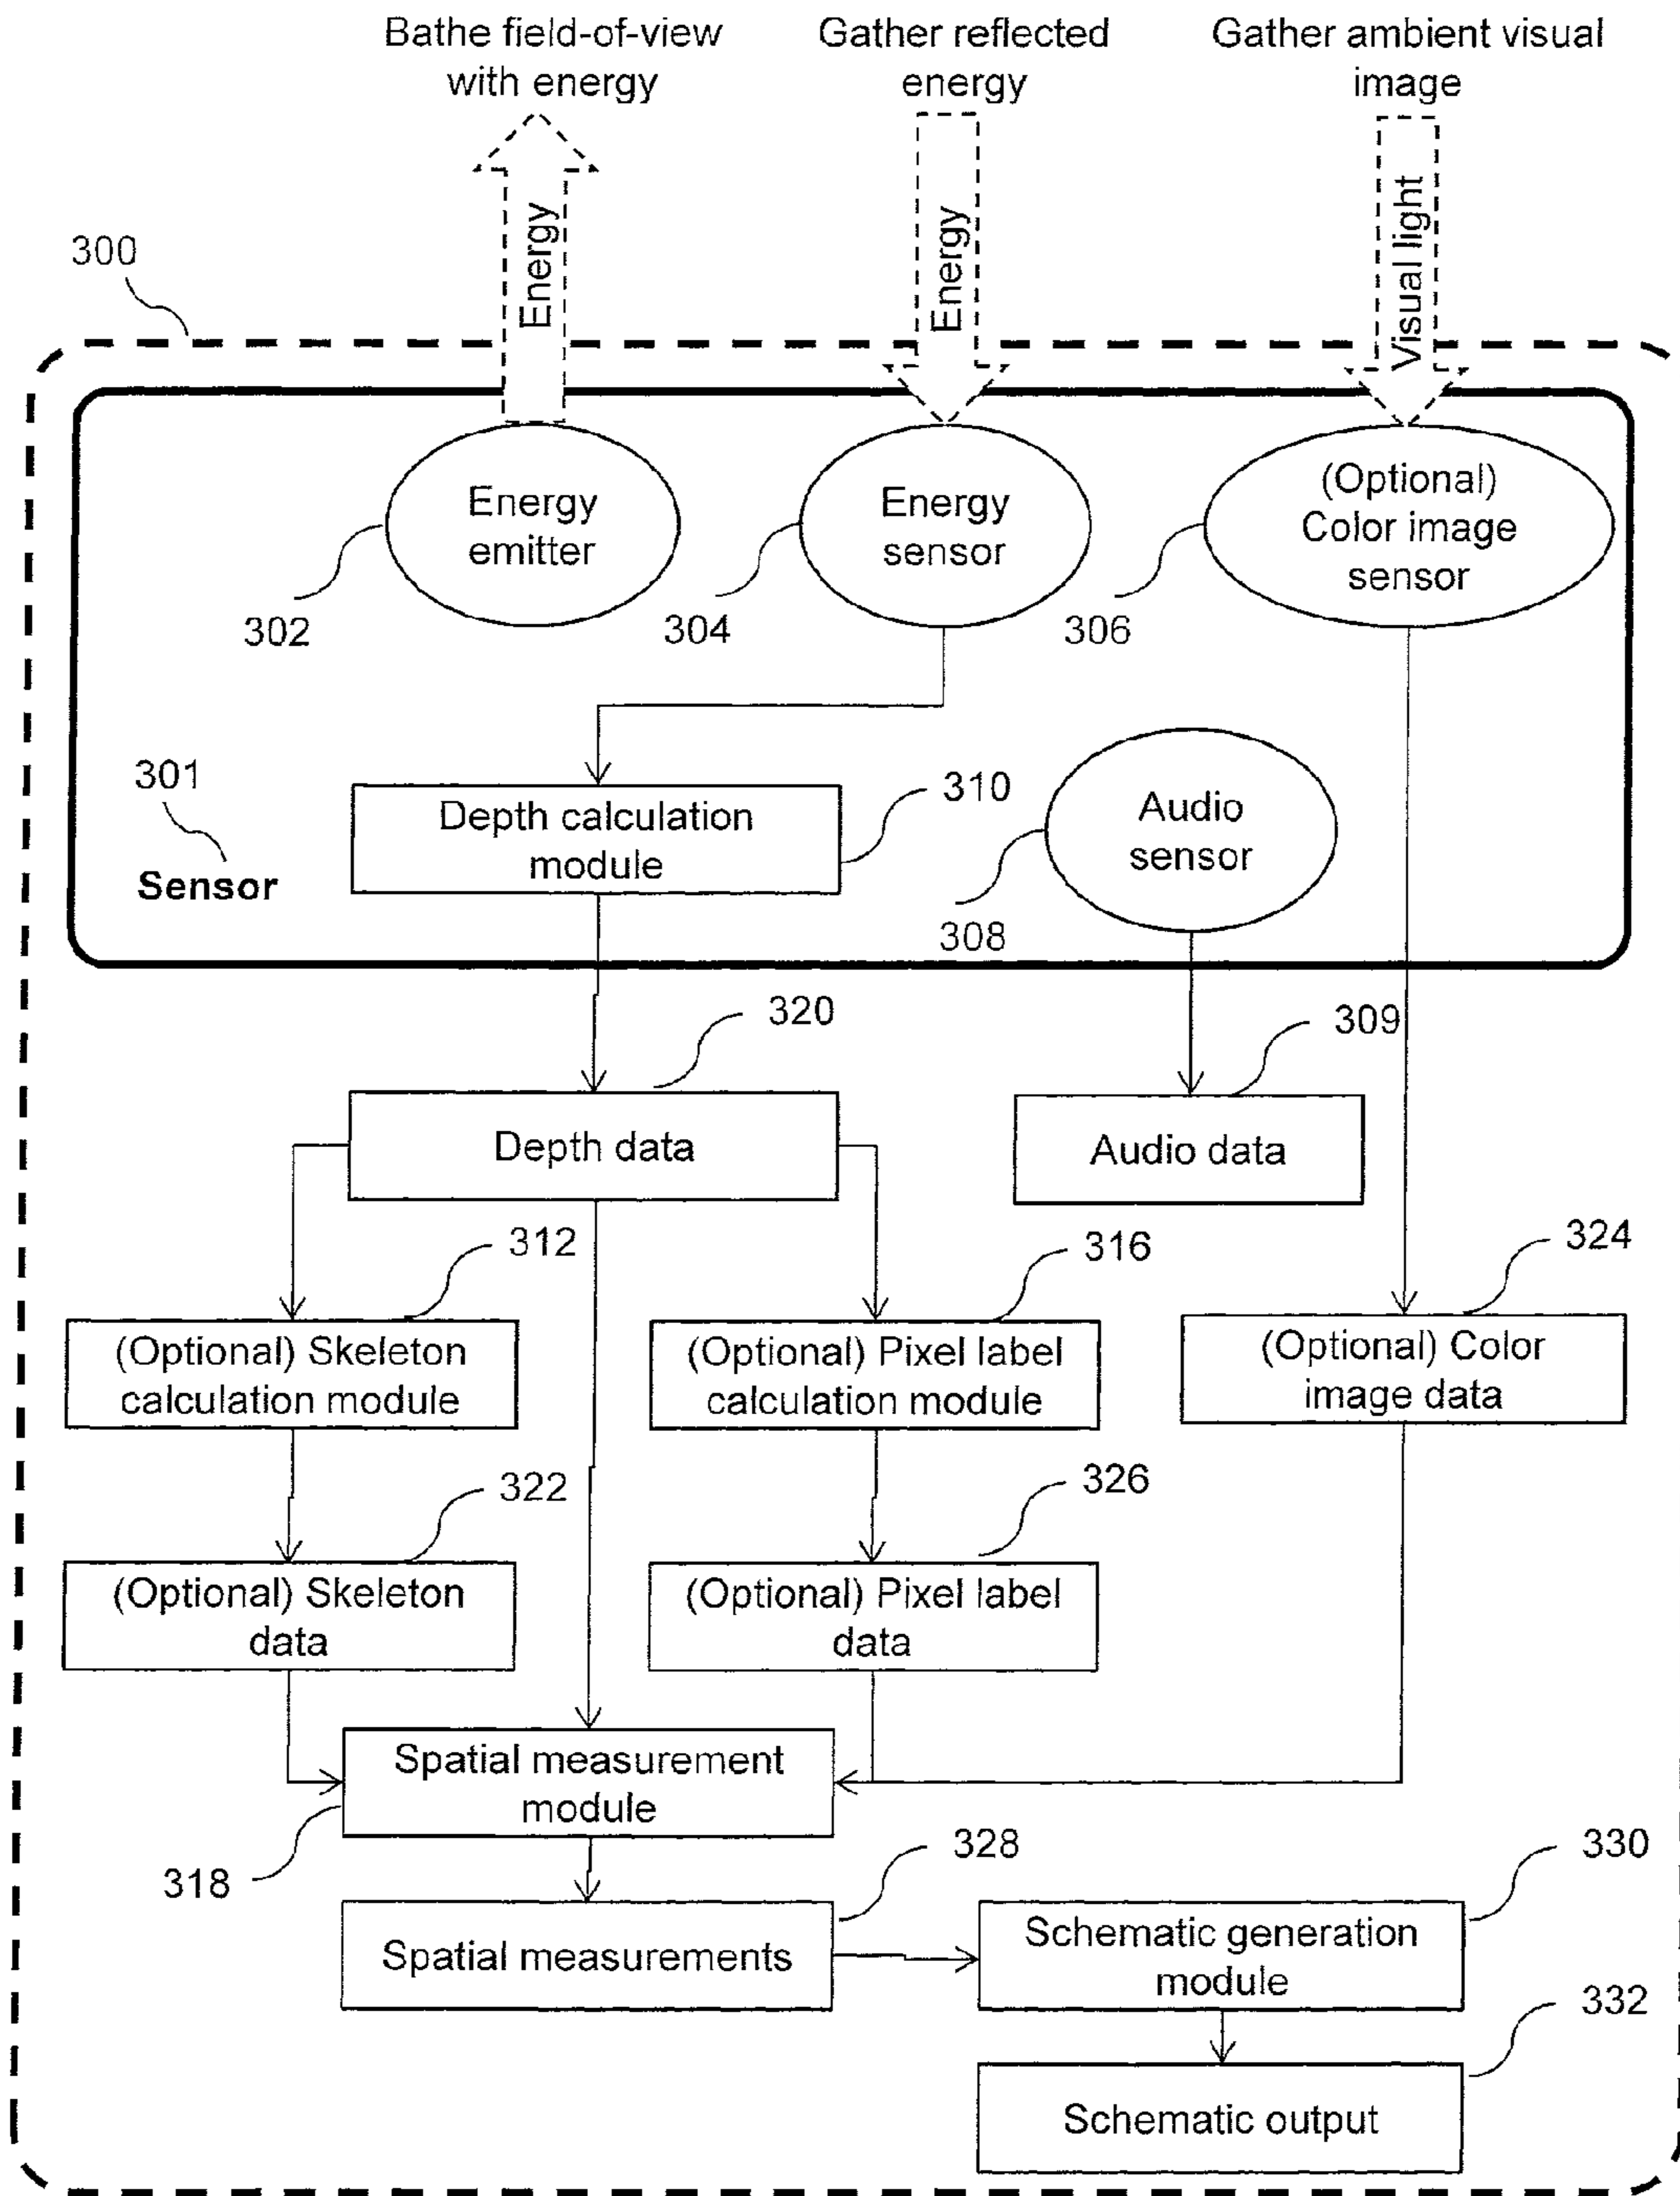 Bathe field-of-view
with energy
Gather reflected
energy
Gather ambient visual
image
Energy
Energy
Visual light
300
Energy
emitter
302
Energy
sensor
304
(Optional)
Color image
sensor
306
301
Sensor
Depth calculation
module
310
Audio
sensor
308
320
309
Depth data
Audio data
312
316
324
(Optional) Skeleton
calculation module
(Optional) Pixel label
calculation module
(Optional) Color
image data
322
326
(Optional) Skeleton
data
(Optional) Pixel label
data
Spatial measurement
module
318
328
330
Spatial measurements
Schematic generation
module
332
Schematic output